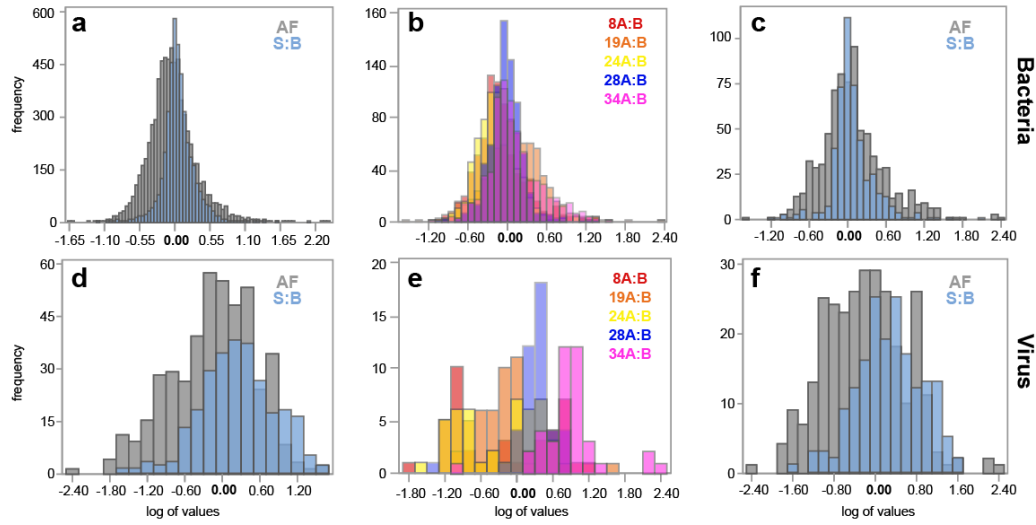 a
AF
S:B
frequency
600
450
300
150
0
-1.65 -1.10 -0.55 0.00 0.55 1.10 1.65 2.20
b
8A:B
19A:B
24A:B
28A:B
34A:B
160
140
80
40
0
-1.20 -0.60 0.00 0.60 1.20 1.80 2.40
c
AF
S:B
100
75
50
25
0
-1.20 -0.60 0.00 0.60 1.20 1.80 2.40
Bacteria
d
AF
S:B
frequency
60
45
30
15
0
-2.40 -1.80 -1.20 -0.60 0.00 0.60 1.20
log of values
e
8A:B
19A:B
24A:B
28A:B
34A:B
20
15
10
5
0
-1.80 -1.20 -0.60 0.00 0.60 1.20 1.80 2.40
log of values
f
AF
S:B
30
20
10
0
-2.40 -1.60 -0.80 0.00 0.80 1.60 2.40
log of values
Virus